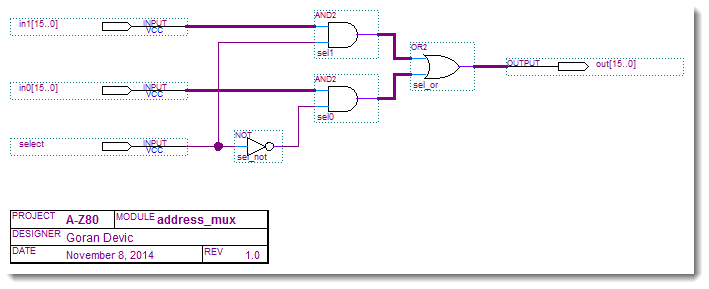 in1[15..0]
INPUT
VCC
AND2
sel1
OR2
sel_or
OUTPUT
out[15..0]
in0[15..0]
INPUT
VCC
AND2
sel0
select
INPUT
VCC
NOT
sel_not
PROJECT A-Z80 MODULE address_mux
DESIGNER Goran Devic
DATE November 8, 2014 REV 1.0